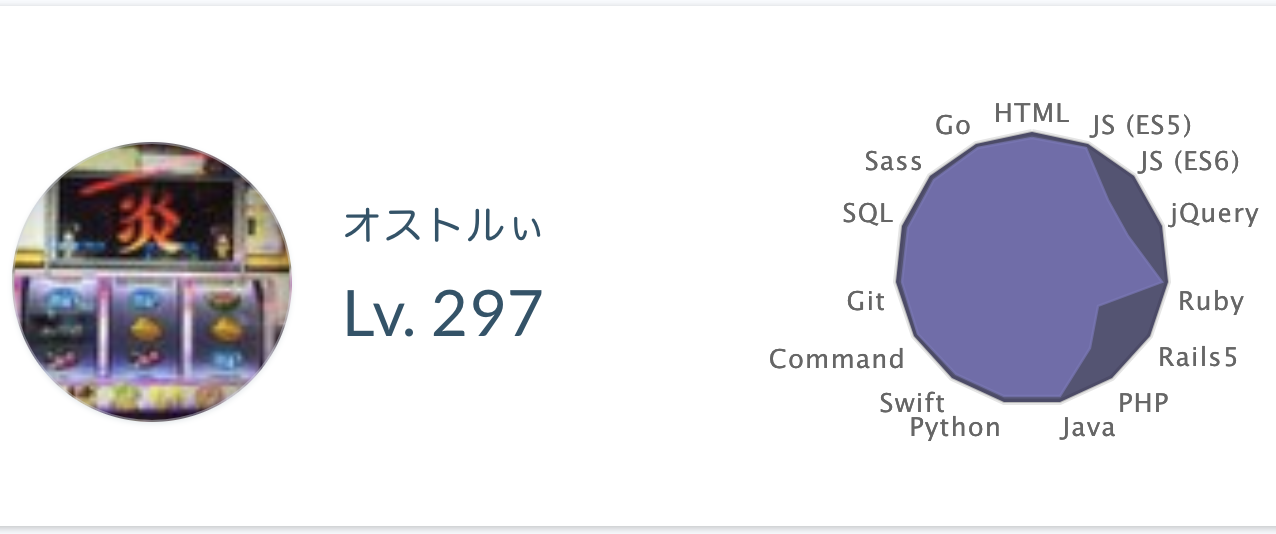 炎
オストルぃ
Lv. 297
HTML
JS (ES5)
JS (ES6)
jQuery
Ruby
Rails5
PHP
Java
Python
Swift
Command
Git
SQL
Sass
Go